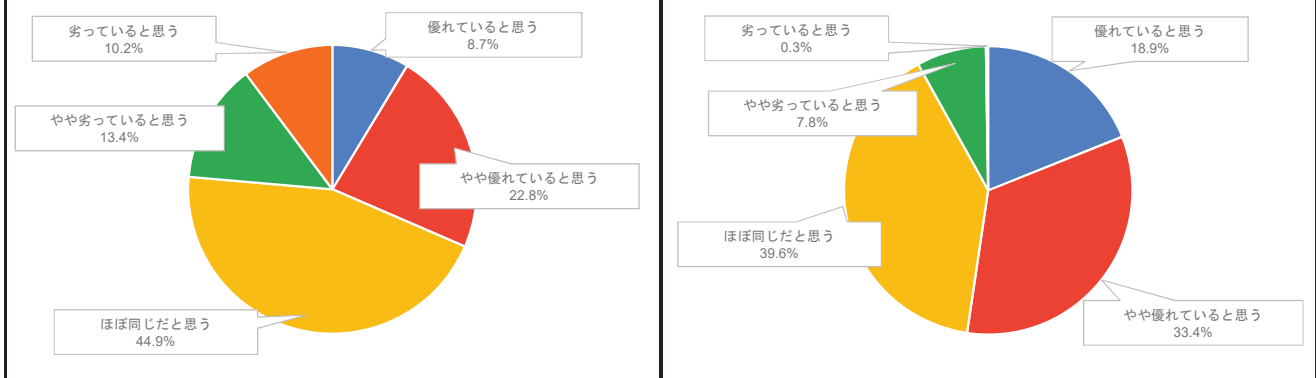 劣っていると思う
10.2%
優れていると思う
8.7%
やや劣っていると思う
13.4%
やや優れていると思う
22.8%
ほぼ同じだと思う
44.9%
劣っていると思う
0.3%
優れていると思う
18.9%
やや劣っていると思う
7.8%
ほぼ同じだと思う
39.6%
やや優れていると思う
33.4%